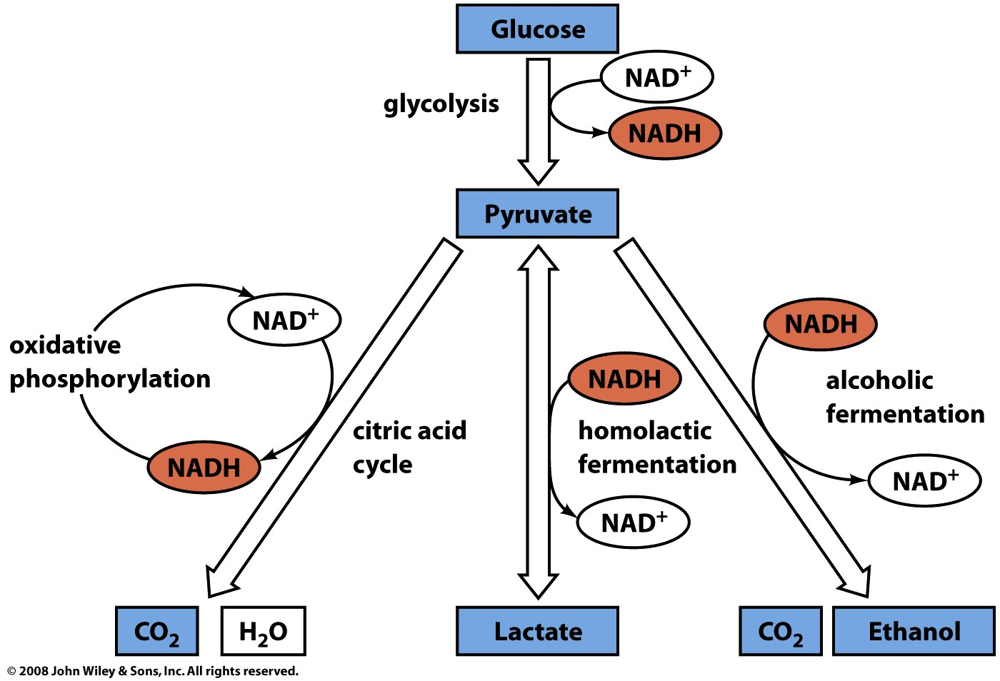 Glucose
NAD⁺
glycolysis
NADH
Pyruvate
NAD⁺
oxidative
phosphorylation
NADH
citric acid
cycle
NADH
homolactic
fermentation
NAD⁺
NADH
alcoholic
fermentation
NAD⁺
CO₂
H₂O
Lactate
CO₂
Ethanol
© 2008 John Wiley & Sons, Inc. All rights reserved.